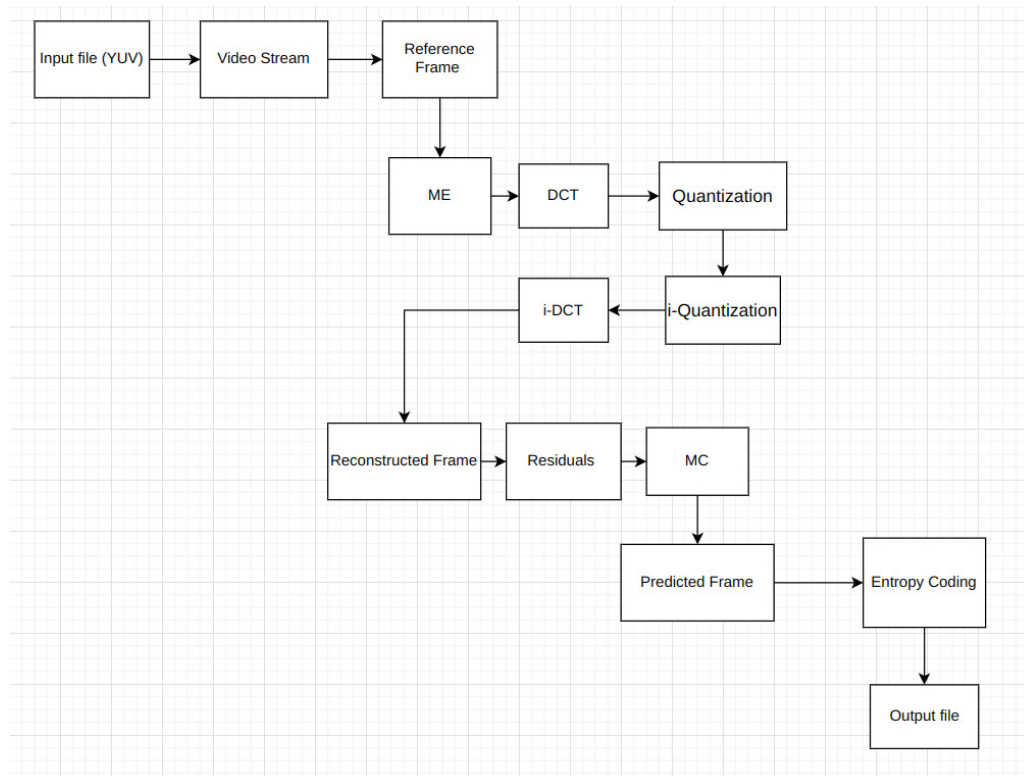 Input file (YUV)
Video Stream
Reference
Frame
ME
DCT
Quantization
i-DCT
i-Quantization
Reconstructed Frame
Residuals
MC
Predicted Frame
Entropy Coding
Output file